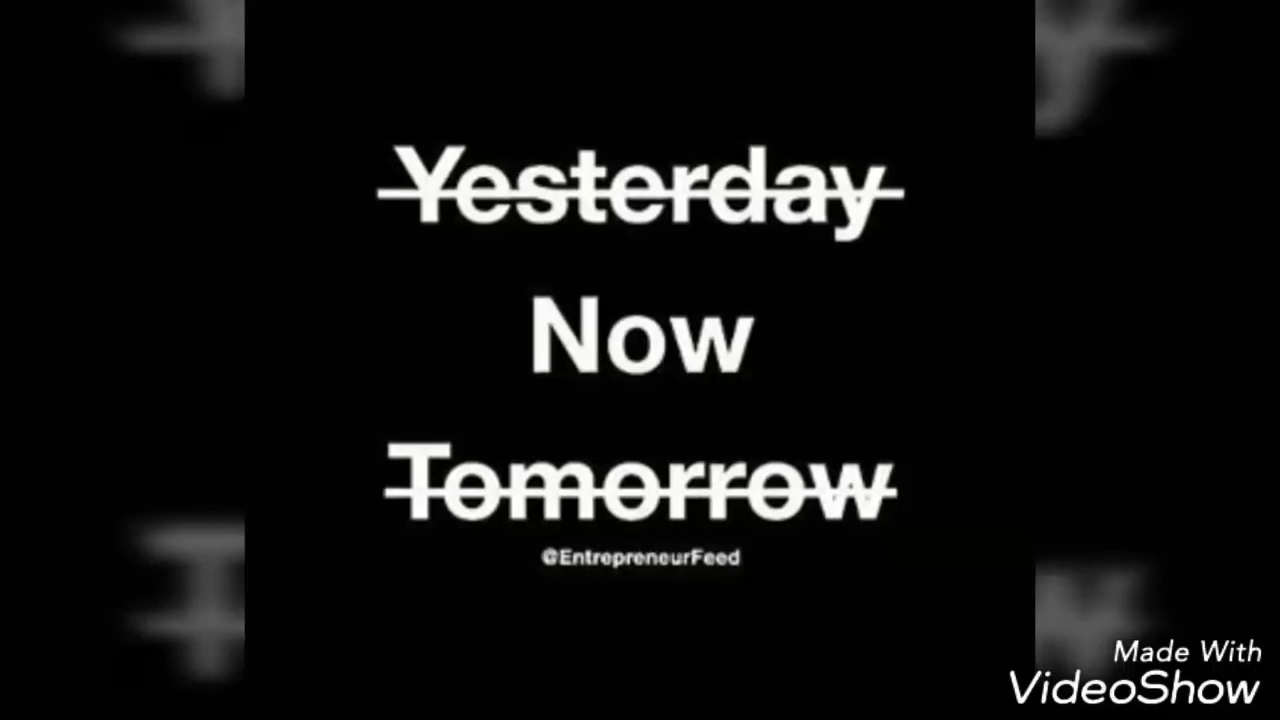 Yesterday
Now
Tomorrow
@EntrepreneurFeed
Made With
VideoShow